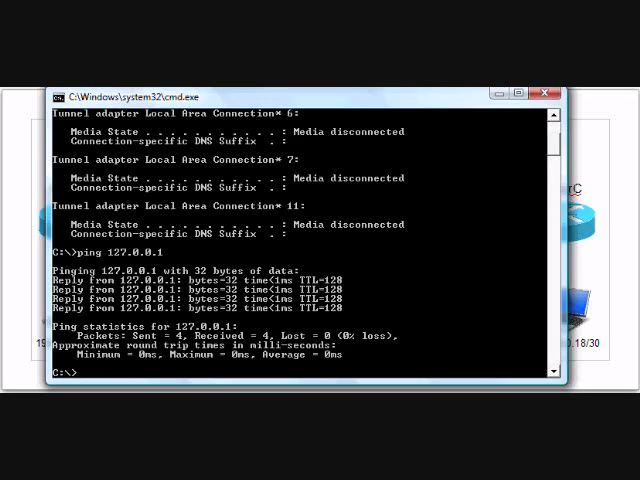 C:\Windows\system32\cmd.exe
Tunnel adapter Local Area Connection* 6:
Media State . . . . . . . . . . . : Media disconnected
Connection-specific DNS Suffix  . :
Tunnel adapter Local Area Connection* 7:
Media State . . . . . . . . . . . : Media disconnected
Connection-specific DNS Suffix  . :
Tunnel adapter Local Area Connection* 11:
Media State . . . . . . . . . . . : Media disconnected
Connection-specific DNS Suffix  . :
C:\>ping 127.0.0.1
Pinging 127.0.0.1 with 32 bytes of data:
Reply from 127.0.0.1: bytes=32 time<1ms TTL=128
Reply from 127.0.0.1: bytes=32 time<1ms TTL=128
Reply from 127.0.0.1: bytes=32 time<1ms TTL=128
Reply from 127.0.0.1: bytes=32 time<1ms TTL=128
Ping statistics for 127.0.0.1:
Packets: Sent = 4, Received = 4, Lost = 0 (0% loss),
Approximate round trip times in milli-seconds:
Minimum = 0ms, Maximum = 0ms, Average = 0ms
C:\>
rC
19
0.18/30